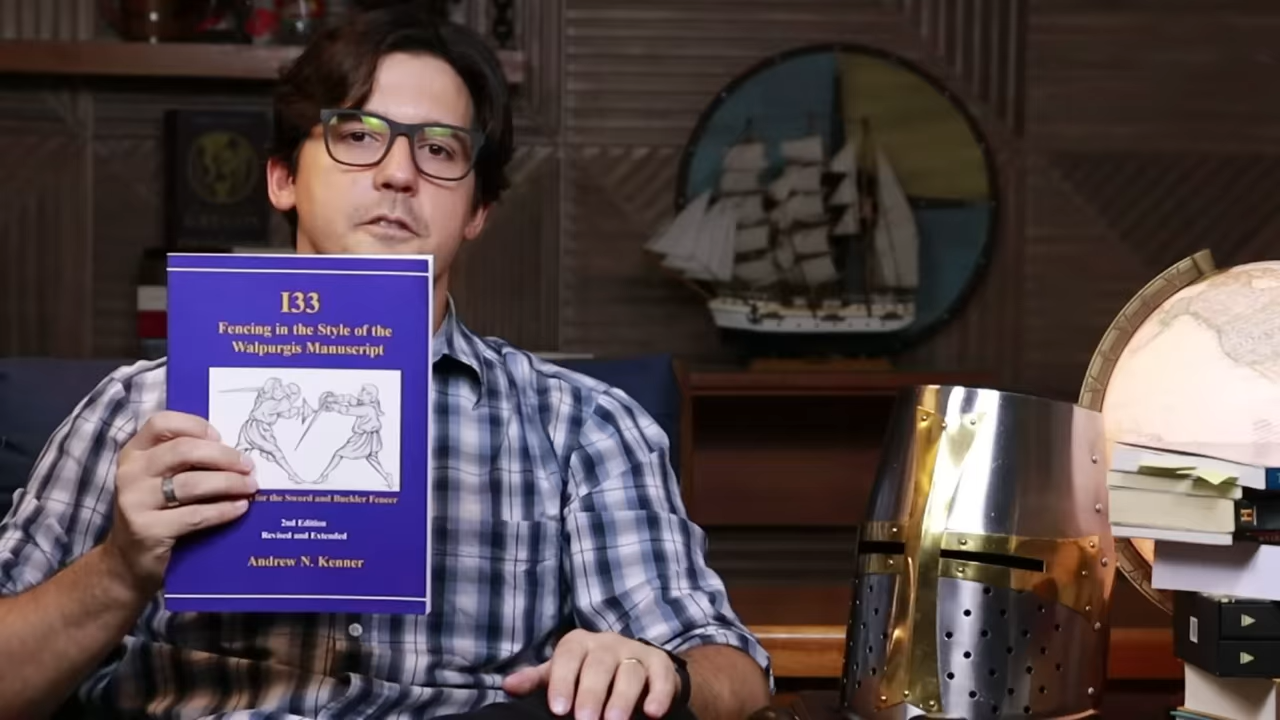 I33
Fencing in the Style of the
Walpurgis Manuscript
for the Sword and Buckler Fencer
2nd Edition
Revised and Extended
Andrew N. Kenner